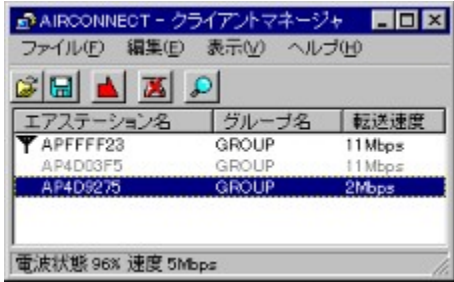 AIRCONNECT - クライアントマネージャ
ファイル(F) 編集(E) 表示(V) ヘルプ(H)
エアステーション名 グループ名 転送速度
APFFFF23 GROUP 11Mbps
AP4D03F5 GROUP 11Mbps
AP4D9275 GROUP 2Mbps
電波状態 96% 速度 5Mbps